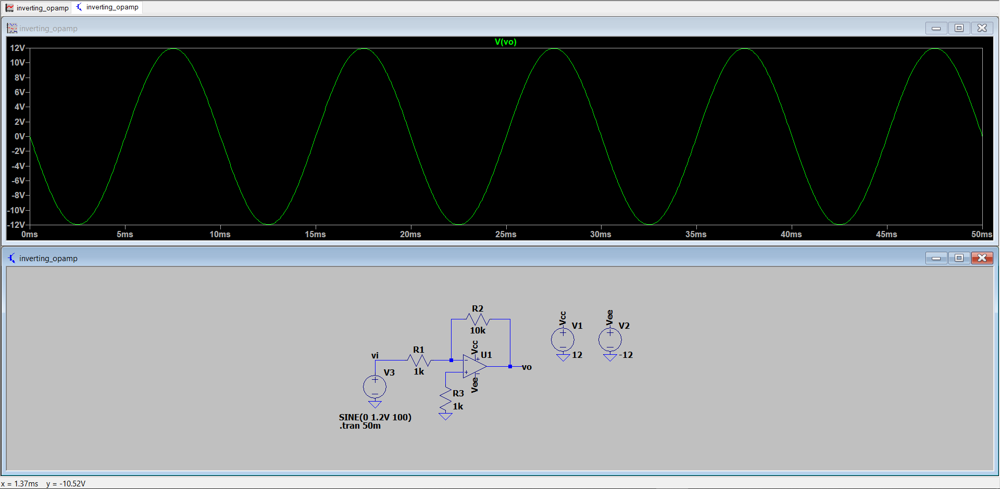 inverting_opamp
inverting_opamp
inverting_opamp
V(vo)
12V
10V
8V
6V
4V
2V
0V
-2V
-4V
-6V
-8V
-10V
-12V
0ms 5ms 10ms 15ms 20ms 25ms 30ms 35ms 40ms 45ms 50ms
inverting_opamp
R2
10k
Vcc
U1
R1
1k
vi
V3
vo
Vee
R3
1k
SINE(0 1.2V 100)
.tran 50m
Vcc
V1
12
Vee
V2
-12
x = 1.37ms y = -10.52V